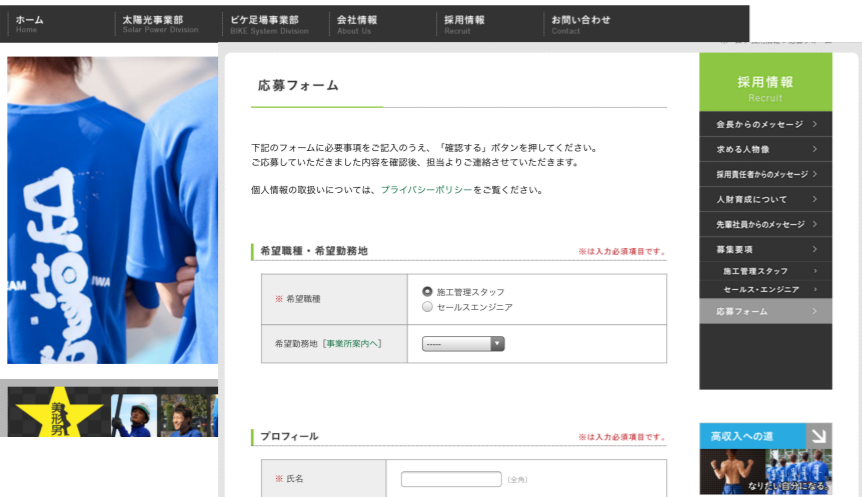 ホーム
Home
太陽光事業部
Solar Power Division
ビケ足場事業部
BIKE System Division
会社情報
About Us
採用情報
Recruit
お問い合わせ
Contact
応募フォーム
下記のフォームに必要事項をご記入のうえ、「確認する」ボタンを押してください。
ご応募していただきました内容を確認後、担当よりご連絡させていただきます。
個人情報の取扱いについては、プライバシーポリシーをご覧ください。
希望職種・希望勤務地
※は入力必須項目です。
※ 希望職種
施工管理スタッフ
セールスエンジニア
希望勤務地 [事業所案内へ]
-----
プロフィール
※は入力必須項目です。
※ 氏名
(全角)
採用情報
Recruit
会長からのメッセージ
求める人物像
採用責任者からのメッセージ
人財育成について
先輩社員からのメッセージ
募集要項
施工管理スタッフ
セールス・エンジニア
応募フォーム
高収入への道
なりたい自分になる。
美形男